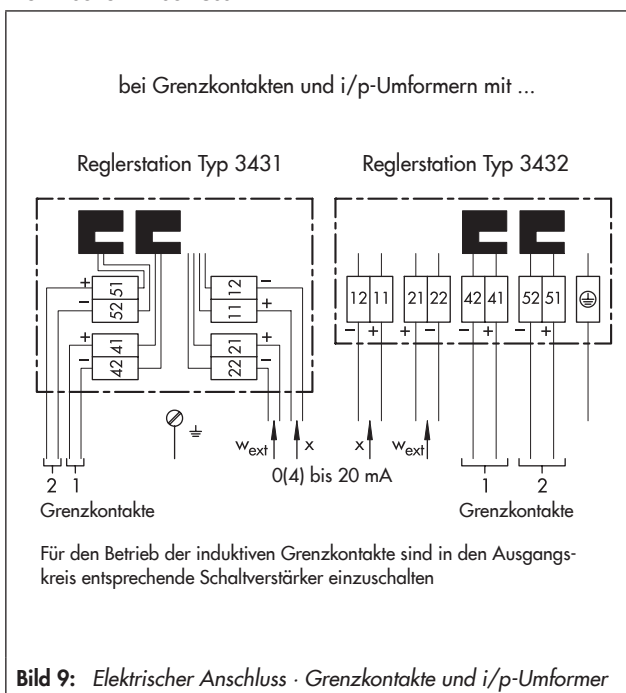 bei Grenzkontakten und i/p-Umformern mit ...
Reglerstation Typ 3431
Reglerstation Typ 3432
+ 51
− 52
+ 41
− 42
12 −
11 +
21 +
22 −
12 11 21 22 42 41 52 51
− + + − − + − +
w ext x
x w ext
0(4) bis 20 mA
2 1
Grenzkontakte
1 2
Grenzkontakte
Für den Betrieb der induktiven Grenzkontakte sind in den Ausgangs-
kreis entsprechende Schaltverstärker einzuschalten
Bild 9: Elektrischer Anschluss · Grenzkontakte und i/p-Umformer